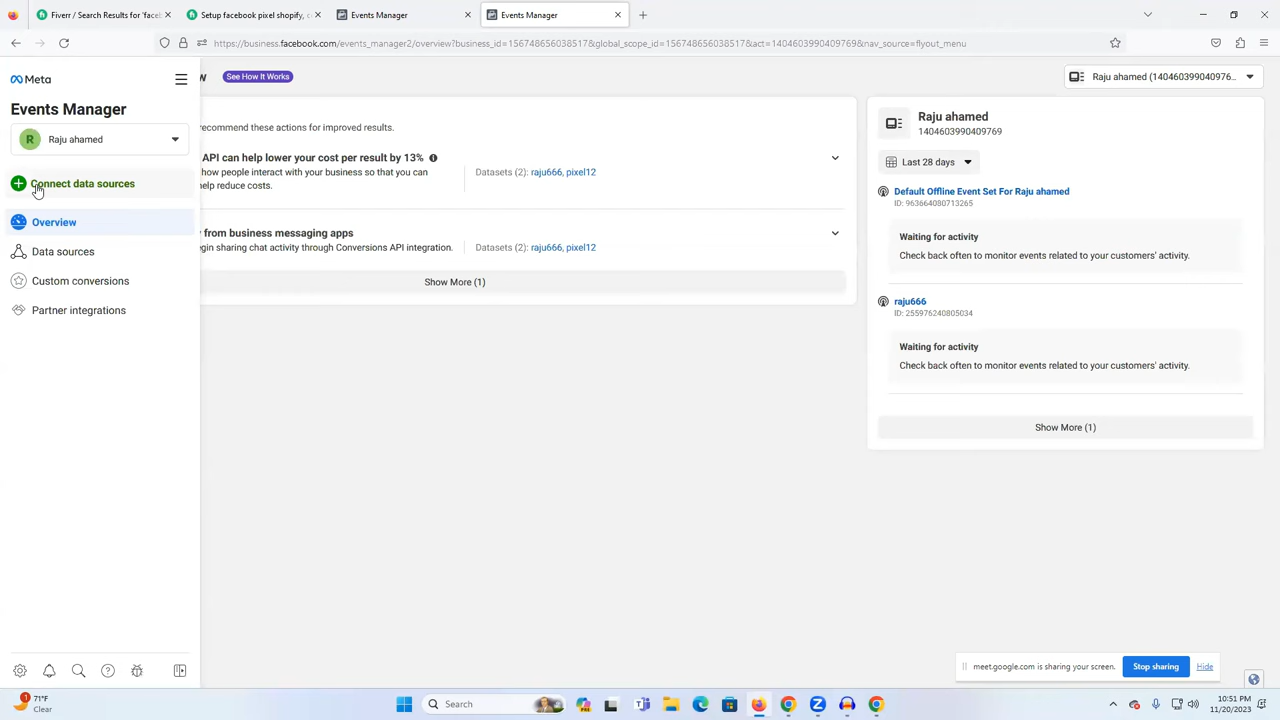 Fiverr / Search Results for 'facel
Setup facebook pixel shopify, c
Events Manager
Events Manager
https://business.facebook.com/events_manager2/overview?business_id=156748656038517&global_scope_id=156748656038517&act=1404603990409769&nav_source=flyout_menu
Meta
w
See How It Works
Raju ahamed (140460399040976...
Events Manager
R
Raju ahamed
Connect data sources
Overview
Data sources
Custom conversions
Partner integrations
recommend these actions for improved results.
API can help lower your cost per result by 13%
how people interact with your business so that you can
help reduce costs.
Datasets (2): raju666, pixel12
y from business messaging apps
egin sharing chat activity through Conversions API integration.
Datasets (2): raju666, pixel12
Show More (1)
Raju ahamed
1404603990409769
Last 28 days
Default Offline Event Set For Raju ahamed
ID: 963664080713265
Waiting for activity
Check back often to monitor events related to your customers' activity.
raju666
ID: 255976240805034
Waiting for activity
Check back often to monitor events related to your customers' activity.
Show More (1)
meet.google.com is sharing your screen.
Stop sharing
Hide
1
71°F
Clear
Search
10:51 PM
11/20/2023